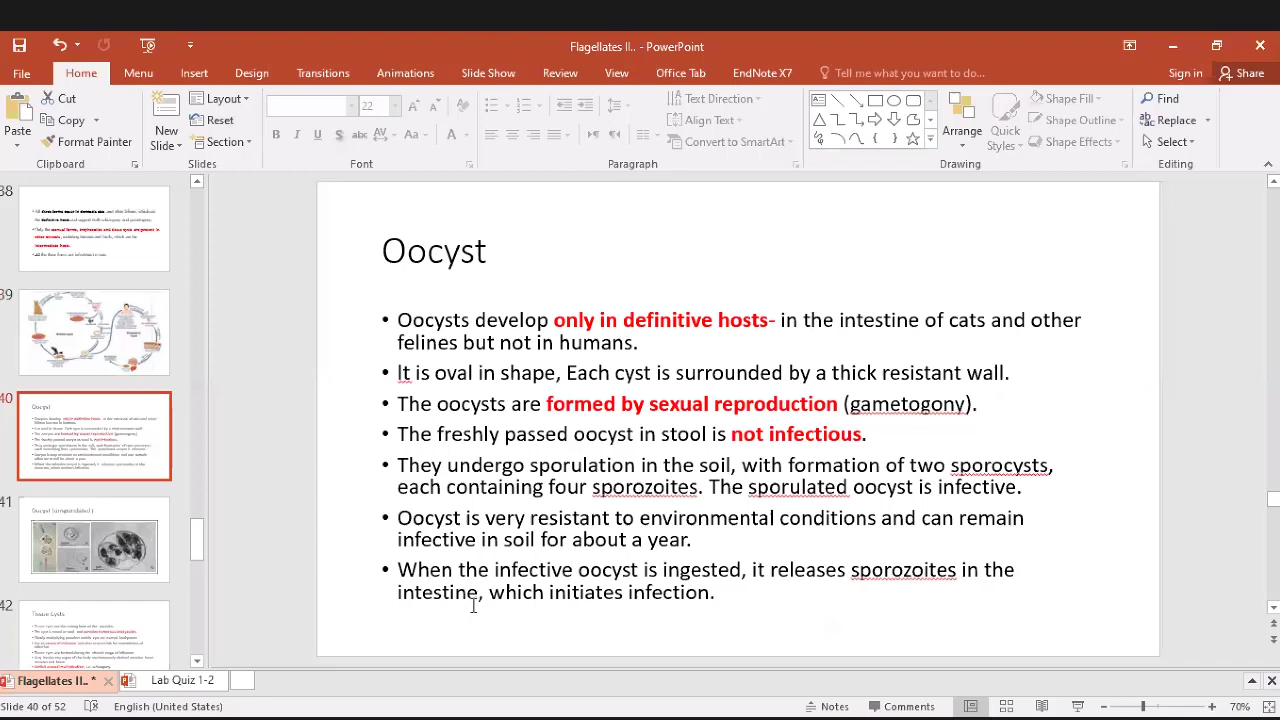 Flagellates II.. - PowerPoint
File Home Menu Insert Design Transitions Animations Slide Show Review View Office Tab EndNote X7 Tell me what you want to do... Sign in Share
Cut
Copy
Format Painter
Paste
Clipboard
New
Slide
Layout
Reset
Section
Slides
22
B I U S abc AV Aa A
Font
Text Direction
Align Text
Convert to SmartArt
Paragraph
Arrange
Quick
Styles
Shape Fill
Shape Outline
Shape Effects
Drawing
Find
Replace
Select
Editing
38
39
40
41
42
Oocyst
• Oocysts develop only in definitive hosts- in the intestine of cats and other
felines but not in humans.
• It is oval in shape, Each cyst is surrounded by a thick resistant wall.
• The oocysts are formed by sexual reproduction (gametogony).
• The freshly passed oocyst in stool is not infectious.
• They undergo sporulation in the soil, with formation of two sporocysts,
each containing four sporozoites. The sporulated oocyst is infective.
• Oocyst is very resistant to environmental conditions and can remain
infective in soil for about a year.
• When the infective oocyst is ingested, it releases sporozoites in the
intestine, which initiates infection.
Flagellates II.. * Lab Quiz 1-2
Slide 40 of 52 English (United States) Notes Comments 70%